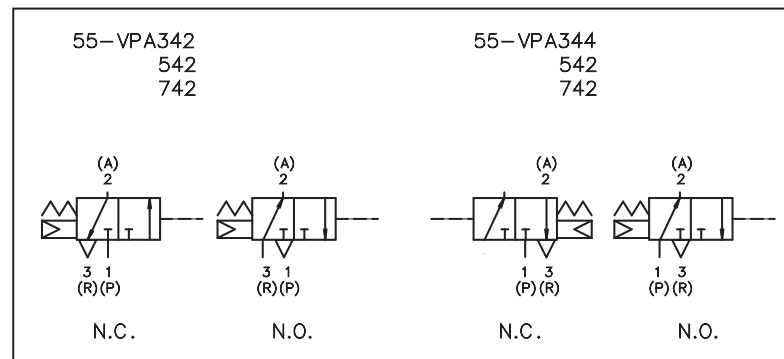 55-VPA342
542
742
55-VPA344
542
742
(A)
2
3 1
(R)(P)
N.C.
(A)
2
3 1
(R)(P)
N.O.
(A)
2
1 3
(P)(R)
N.C.
(A)
2
1 3
(P)(R)
N.O.